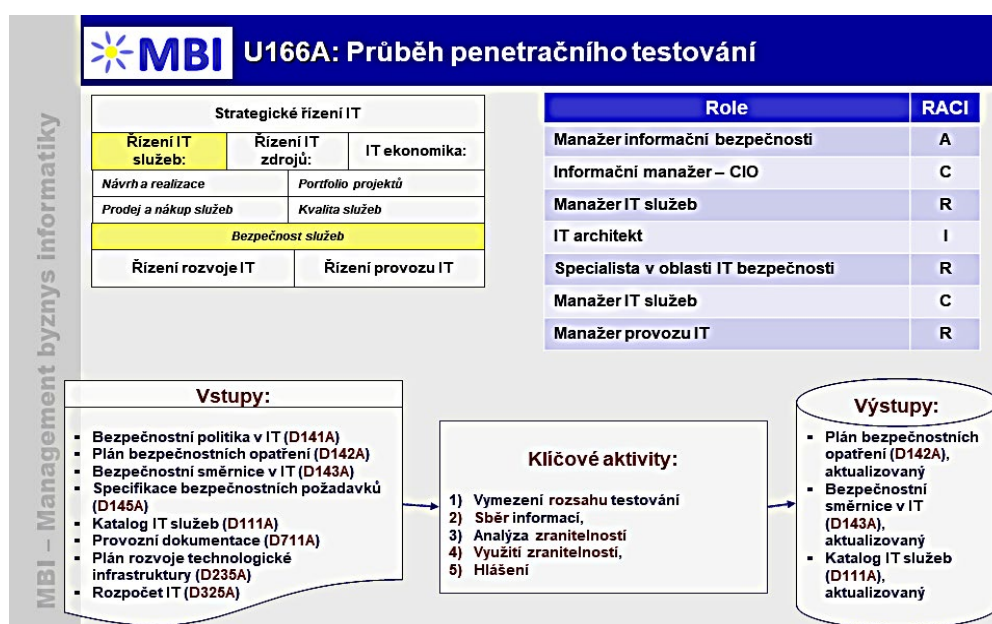 MBI
U166A: Průběh penetračního testování
MBI – Management byznys informatiky
Strategické řízení IT
Řízení IT
služeb:
Řízení IT
zdrojů:
IT ekonomika:
Návrh a realizace
Portfolio projektů
Prodej a nákup služeb
Kvalita služeb
Bezpečnost služeb
Řízení rozvoje IT
Řízení provozu IT
Role RACI
Manažer informační bezpečnosti A
Informační manažer – CIO C
Manažer IT služeb R
IT architekt I
Specialista v oblasti IT bezpečnosti R
Manažer IT služeb C
Manažer provozu IT R
Vstupy:
▪ Bezpečnostní politika v IT (D141A)
▪ Plán bezpečnostních opatření (D142A)
▪ Bezpečnostní směrnice v IT (D143A)
▪ Specifikace bezpečnostních požadavků
(D145A)
▪ Katalog IT služeb (D111A)
▪ Provozní dokumentace (D711A)
▪ Plán rozvoje technologické
infrastruktury (D235A)
▪ Rozpočet IT (D325A)
Klíčové aktivity:
1) Vymezení rozsahu testování
2) Sběr informací,
3) Analýza zranitelností
4) Využití zranitelností,
5) Hlášení
Výstupy:
▪ Plán bezpečnostních
opatření (D142A),
aktualizovaný
▪ Bezpečnostní
směrnice v IT
(D143A),
aktualizovaný
▪ Katalog IT služeb
(D111A),
aktualizovaný